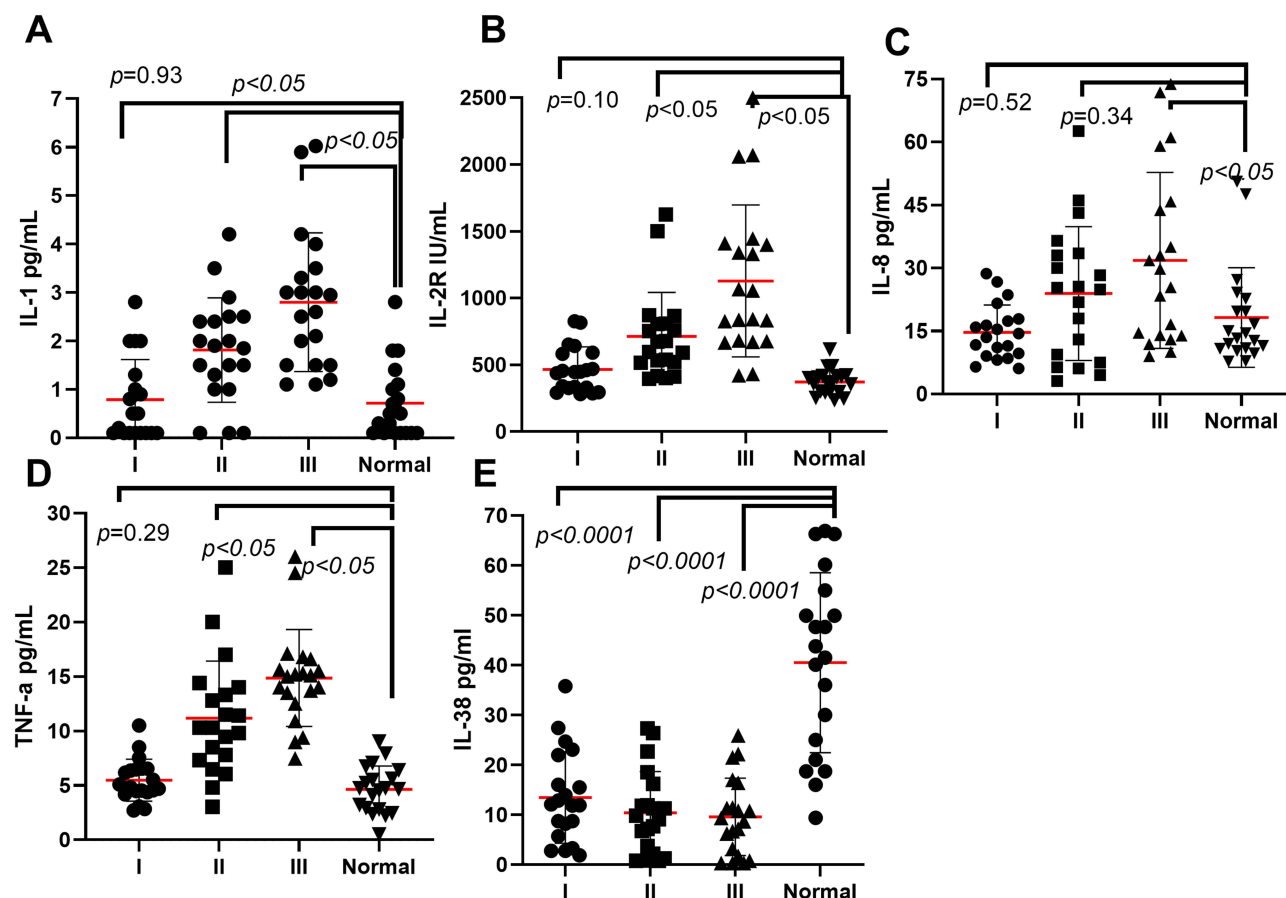 A
p=0.93
p<0.05
p<0.05
IL-1 pg/mL
7
6
5
4
3
2
1
0
I II III Normal
B
p=0.10
p<0.05
p<0.05
IL-2R IU/mL
2500
2000
1500
1000
500
0
I II III Normal
C
p=0.52
p=0.34
p<0.05
IL-8 pg/mL
75
60
45
30
15
0
I II III Normal
D
p=0.29
p<0.05
p<0.05
TNF-a pg/mL
30
25
20
15
10
5
0
I II III Normal
E
p<0.0001
p<0.0001
p<0.0001
IL-38 pg/ml
70
60
50
40
30
20
10
0
I II III Normal